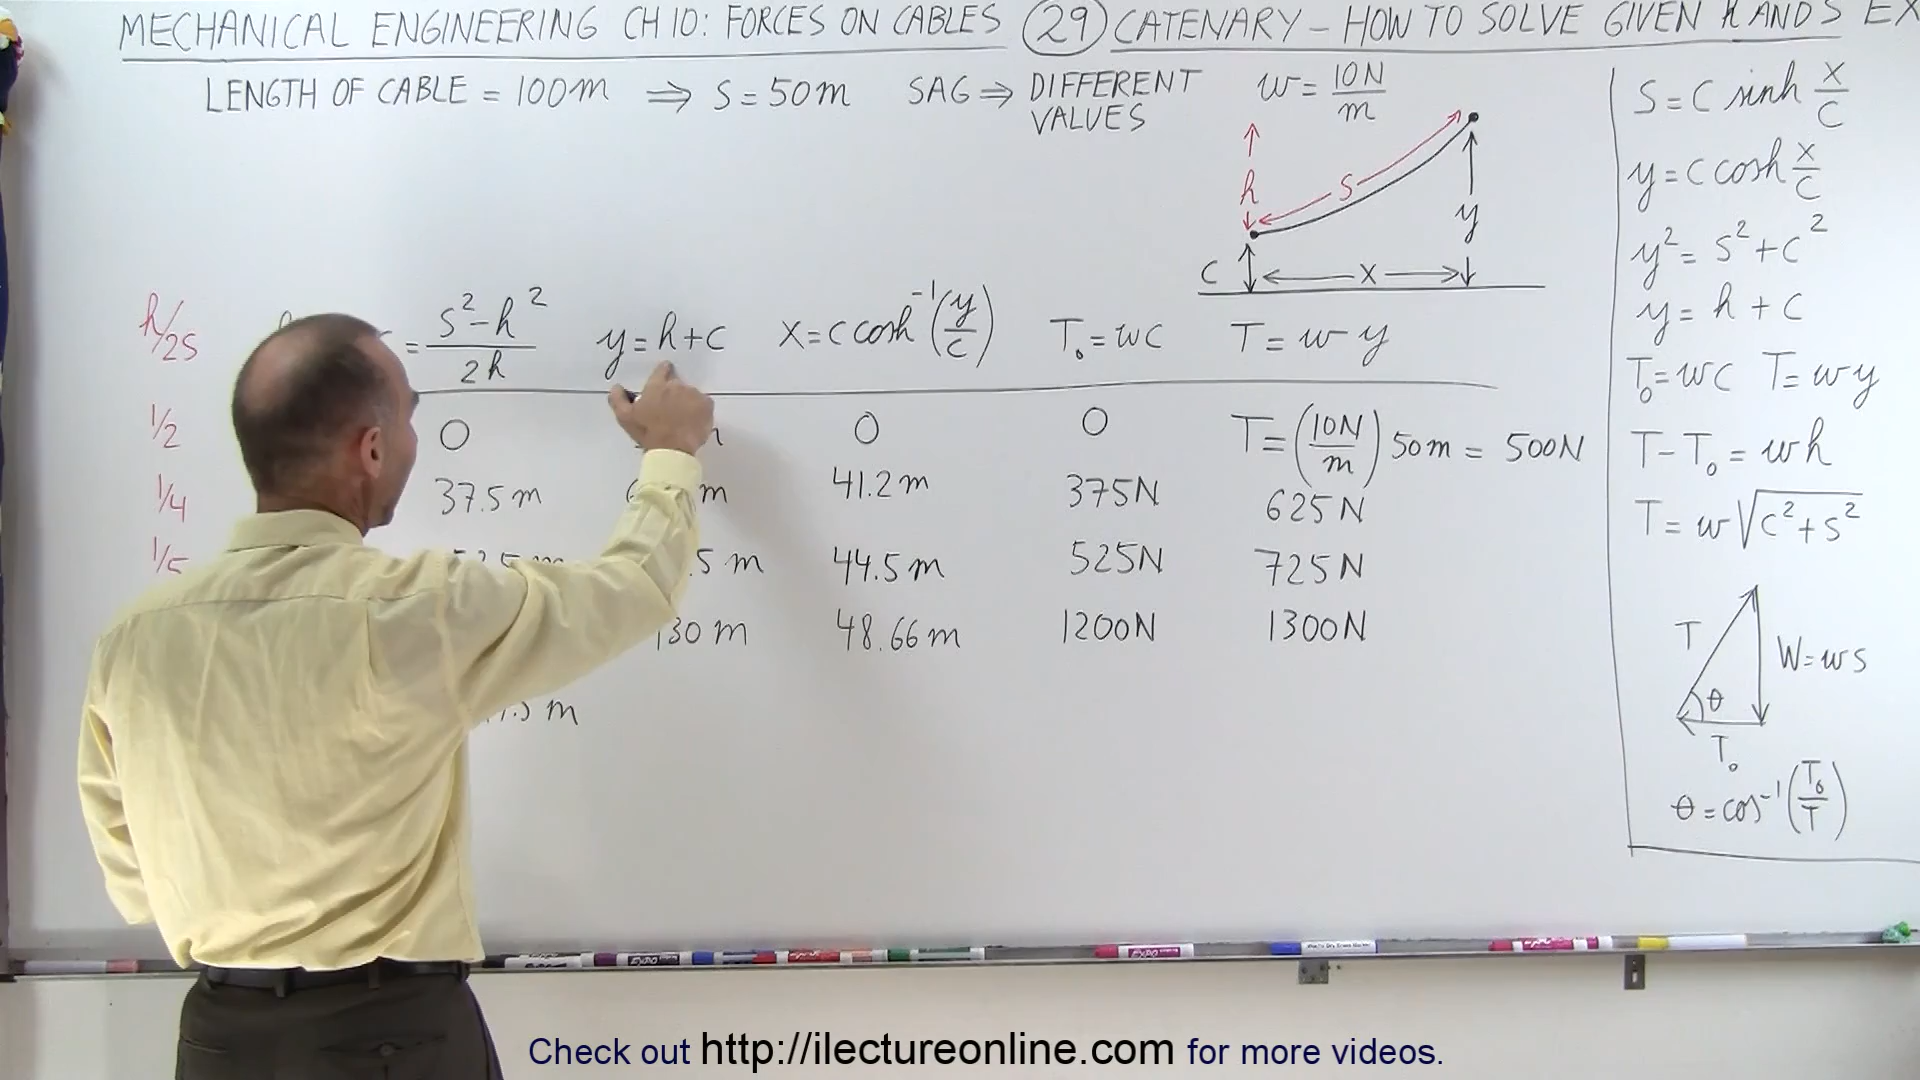 MECHANICAL ENGINEERING CH 10: FORCES ON CABLES (29) CATENARY – HOW TO SOLVE GIVEN h AND S EX
LENGTH OF CABLE = 100m ⇒ S = 50m SAG ⇒ DIFFERENT VALUES w = 10N/m
h S y
C x
h/2S = (S²-h²)/2h y = h+c x = c cosh⁻¹(y/c) T₀ = wc T = wy
1/2 0 0 0 T = (10N/m) 50m = 500N
1/4 37.5m m 41.2m 375N 625N
1/5 m 44.5m 525N 725N
130m 48.66m 1200N 1300N
m
S = C sinh x/c
y = c cosh x/c
y² = S² + C²
y = h + c
T₀ = wc T = wy
T - T₀ = wh
T = w√(c²+s²)
T W = ws
θ
T₀
θ = cos⁻¹(T₀/T)
EXPO
EXPO
Check out http://ilectureonline.com for more videos.